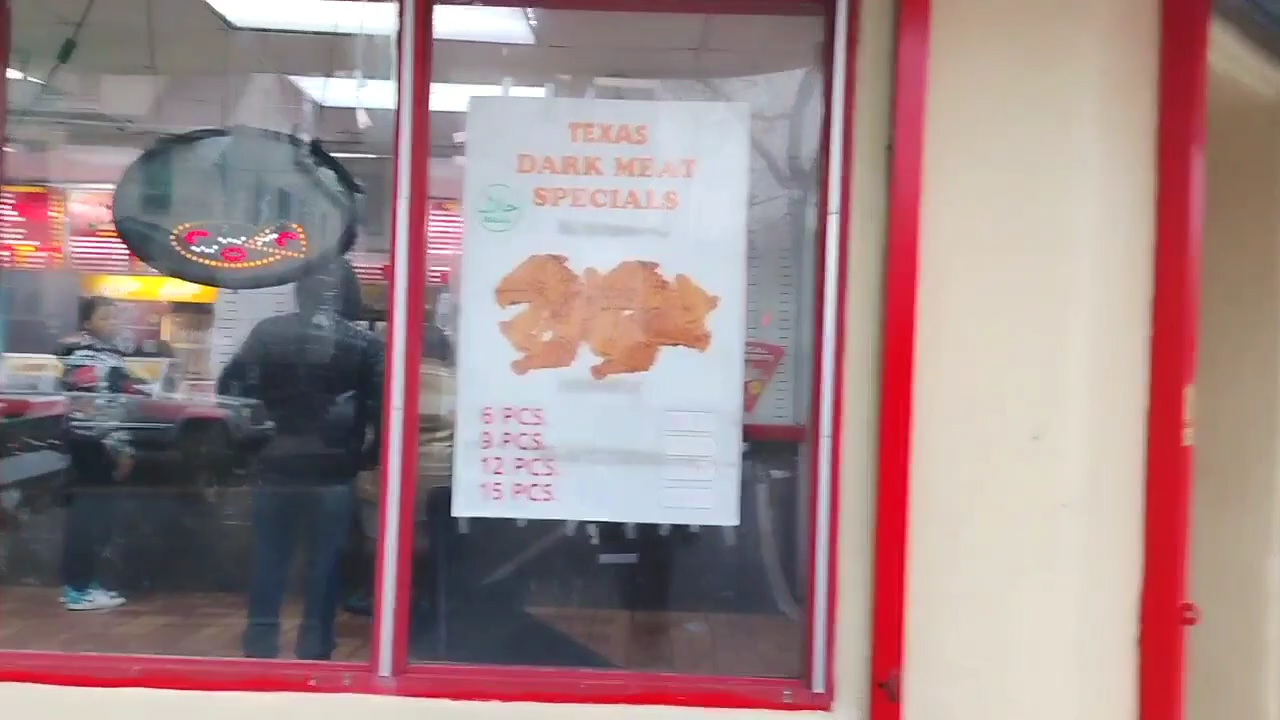 TEXAS
DARK MEAT
SPECIALS
6 PCS.
9 PCS.
12 PCS.
15 PCS.